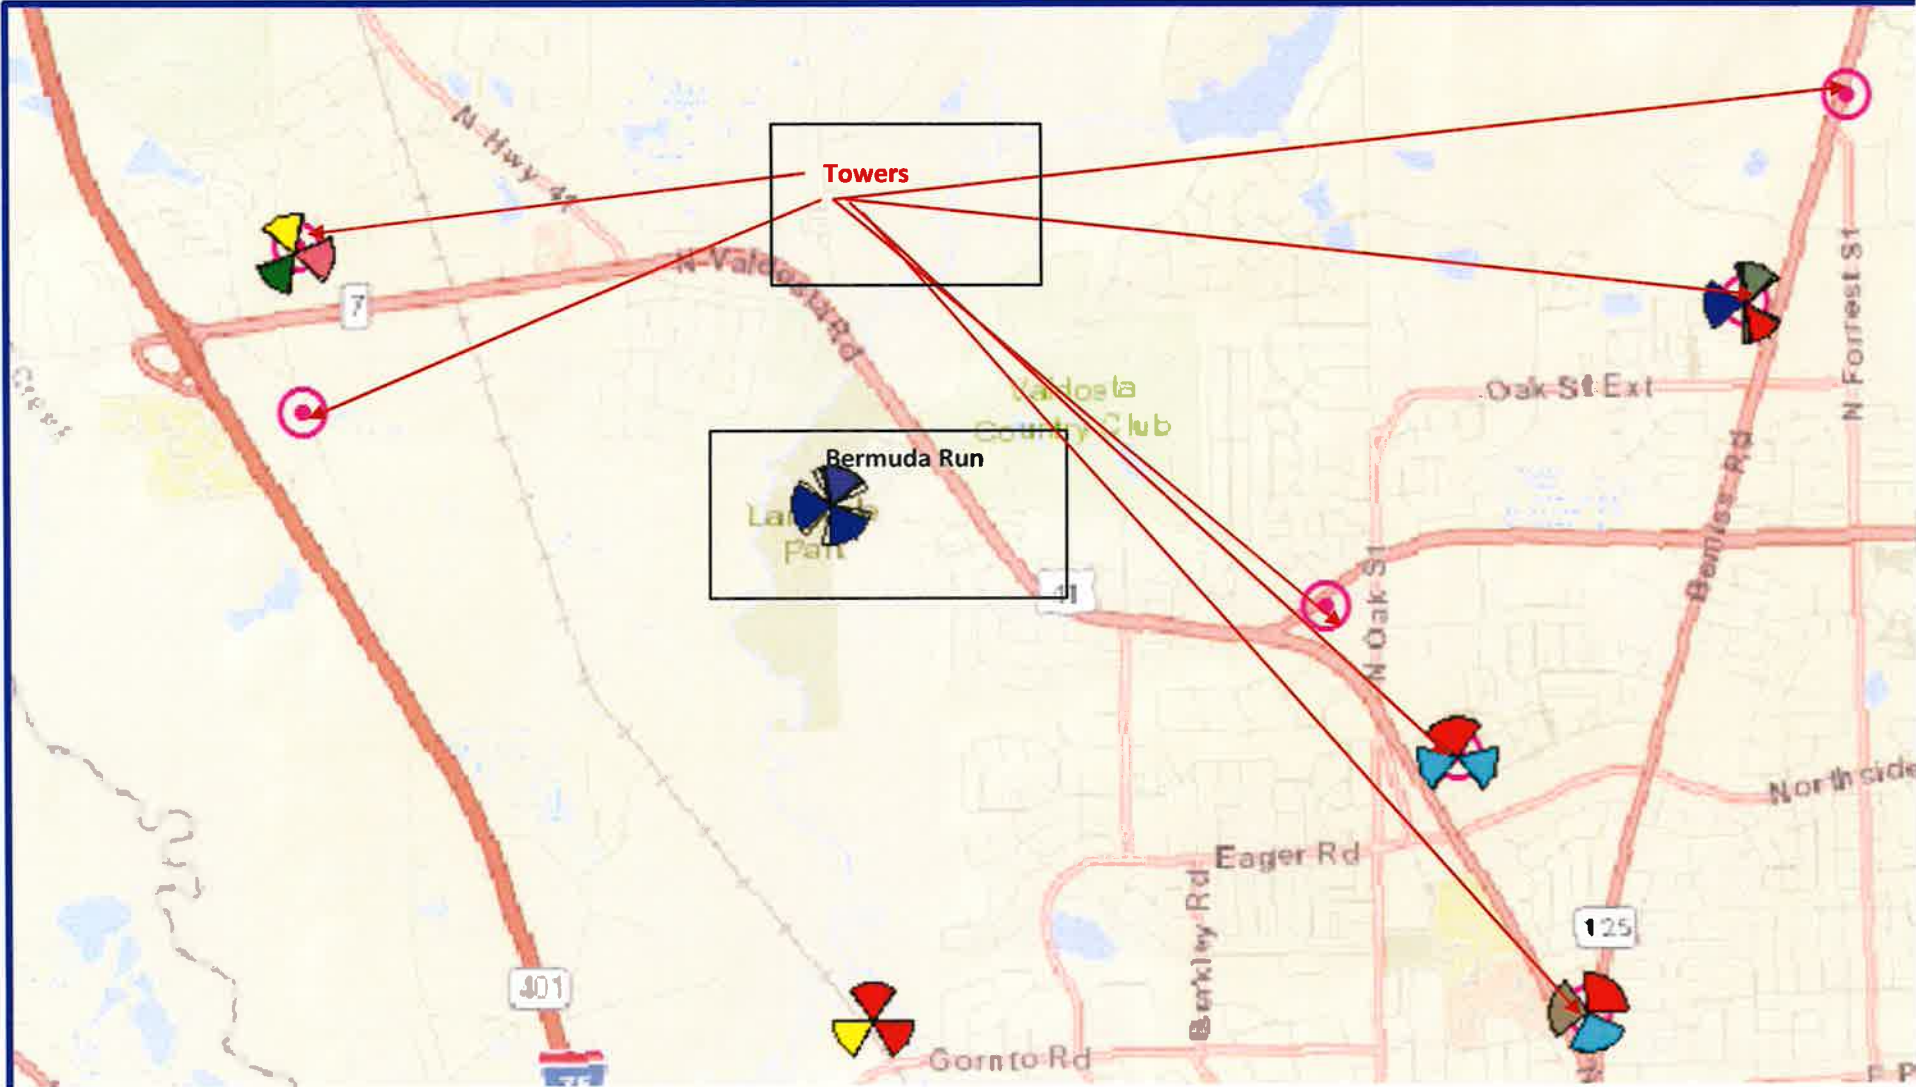 N Hwy 41
Towers
N Valdosta Rd
7
N Forrest St
Valdosta
Country Club
Oak St Ext
Bermuda Run
Park
Bemiss Rd
N Oak St
Northside
Eager Rd
Berkley Rd
125
401
Gornto Rd
75